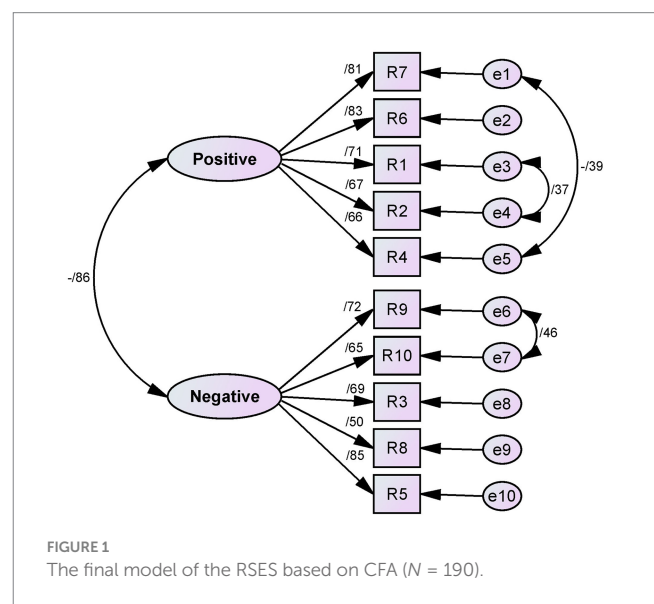 /81
R7
e1
/83
R6
e2
Positive
/71
R1
e3
-/39
/67
R2
e4
/37
/66
R4
e5
-/86
/72
R9
e6
/65
R10
e7
/46
Negative
/69
R3
e8
/50
R8
e9
/85
R5
e10
FIGURE 1
The final model of the RSES based on CFA (N = 190).